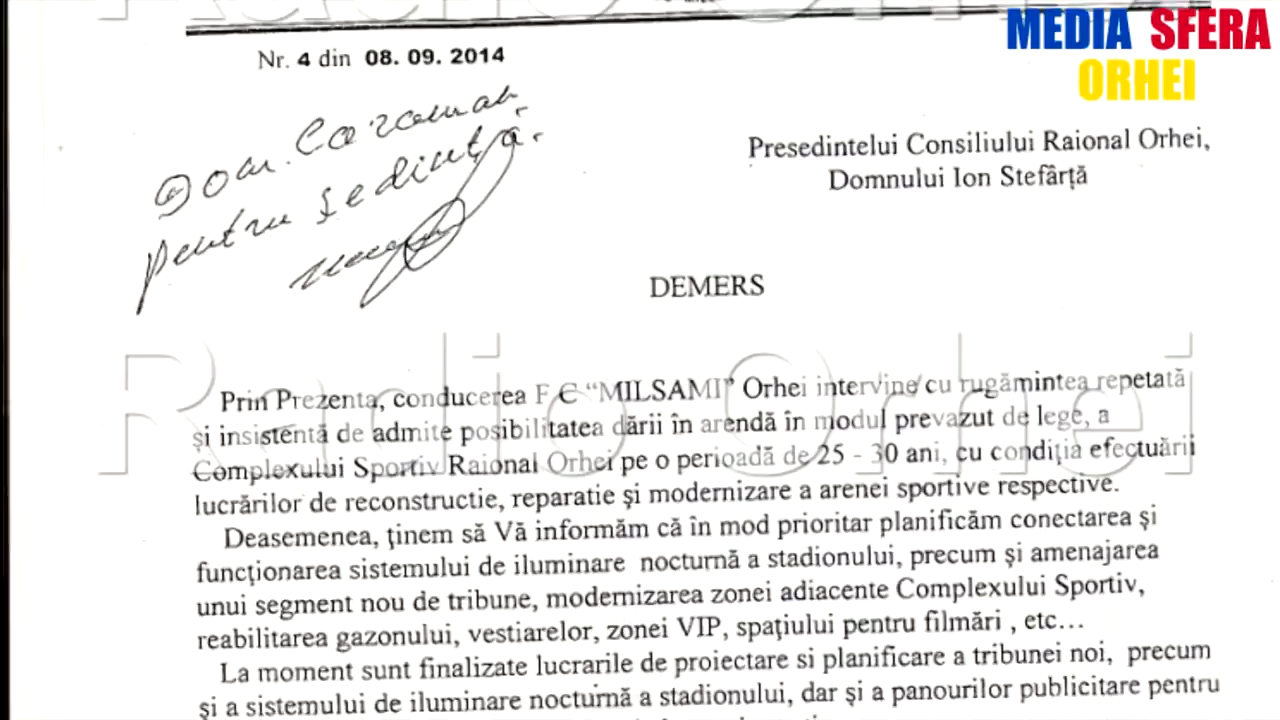 MEDIA SFERA
ORHEI
Nr. 4 din 08. 09. 2014
Dom. Caraman
pentru ședință.
Presedintelui Consiliului Raional Orhei,
Domnului Ion Stefârță
DEMERS
Radio Orhei
Prin Prezenta, conducerea F C “MILSAMI” Orhei intervine cu rugămintea repetată
și insistentă de admite posibilitatea dării în arendă în modul prevazut de lege, a
Complexului Sportiv Raional Orhei pe o perioadă de 25 - 30 ani, cu condiția efectuării
lucrărilor de reconstructie, reparatie și modernizare a arenei sportive respective.
Deasemenea, ținem să Vă informăm că în mod prioritar planificăm conectarea și
funcționarea sistemului de iluminare nocturnă a stadionului, precum și amenajarea
unui segment nou de tribune, modernizarea zonei adiacente Complexului Sportiv,
reabilitarea gazonului, vestiarelor, zonei VIP, spațiului pentru filmări , etc...
La moment sunt finalizate lucrarile de proiectare si planificare a tribunei noi, precum
și a sistemului de iluminare nocturnă a stadionului, dar și a panourilor publicitare pentru